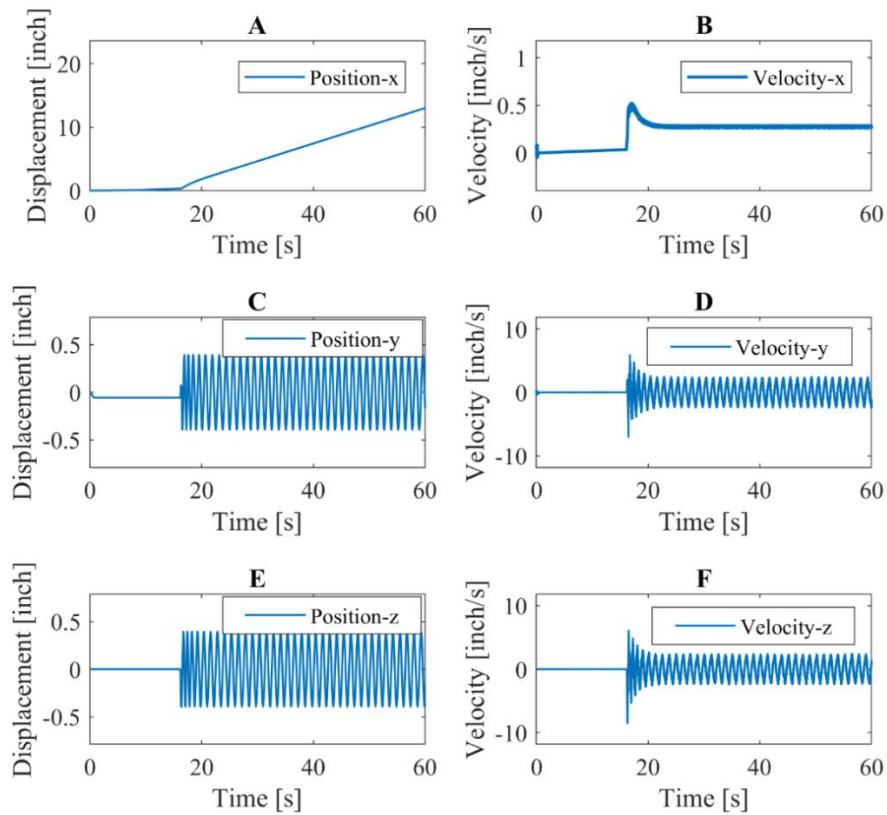 A
Displacement [inch]
20
10
0
Position-x
0 20 40 60
Time [s]
B
Velocity [inch/s]
1
0.5
0
Velocity-x
0 20 40 60
Time [s]
C
Displacement [inch]
0.5
0
-0.5
Position-y
0 20 40 60
Time [s]
D
Velocity [inch/s]
10
0
-10
Velocity-y
0 20 40 60
Time [s]
E
Displacement [inch]
0.5
0
-0.5
Position-z
0 20 40 60
Time [s]
F
Velocity [inch/s]
10
0
-10
Velocity-z
0 20 40 60
Time [s]